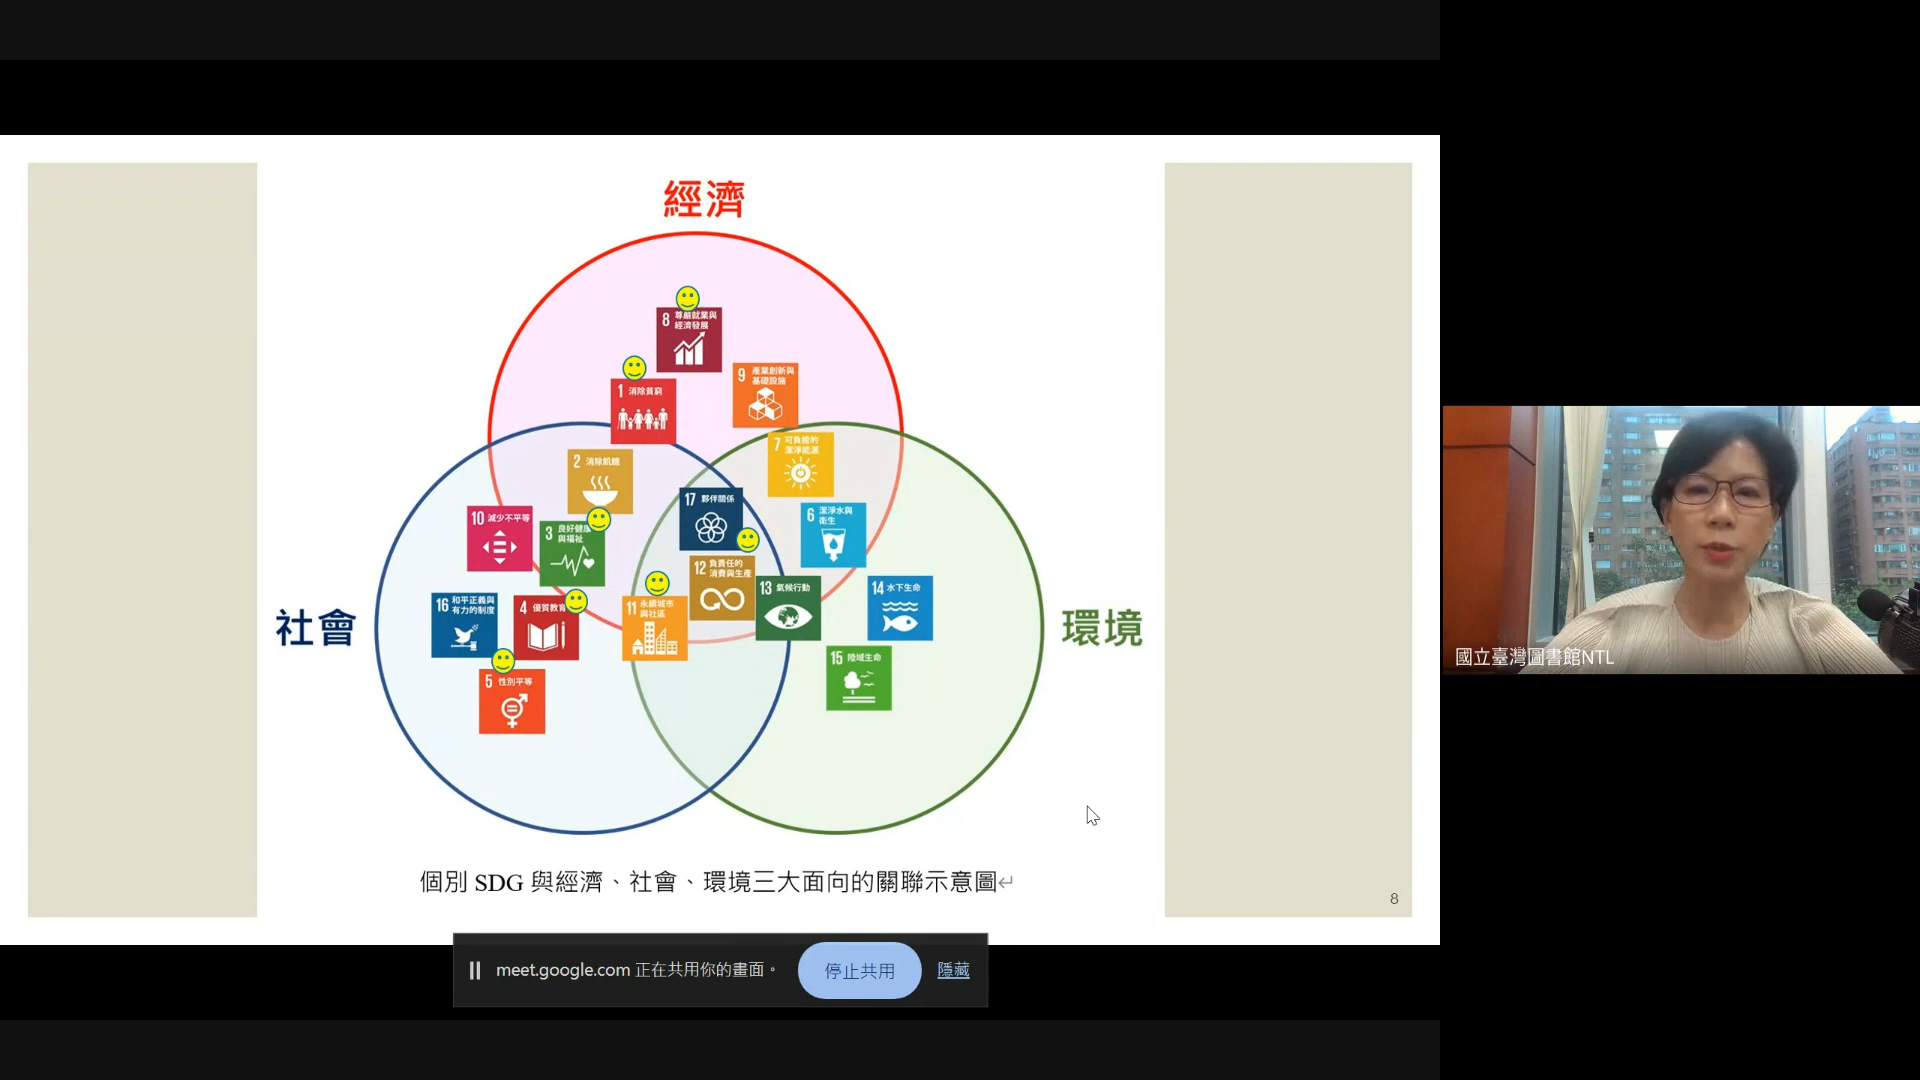 經濟
8 尊嚴就業與
經濟發展
1 消除貧窮
9 產業創新與
基礎設施
7 可負擔的
潔淨能源
2 消除飢餓
17 夥伴關係
10 減少不平等
3 良好健康
與福祉
6 潔淨水與
衛生
12 負責任的
消費與生產
13 氣候行動
14 水下生命
16 和平正義與
有力的制度
4 優質教育
11 永續城市
與社區
社會
環境
15 陸域生命
5 性別平等
個別 SDG 與經濟、社會、環境三大面向的關聯示意圖↵
8
meet.google.com 正在共用你的畫面。
停止共用
隱藏
國立臺灣圖書館NTL